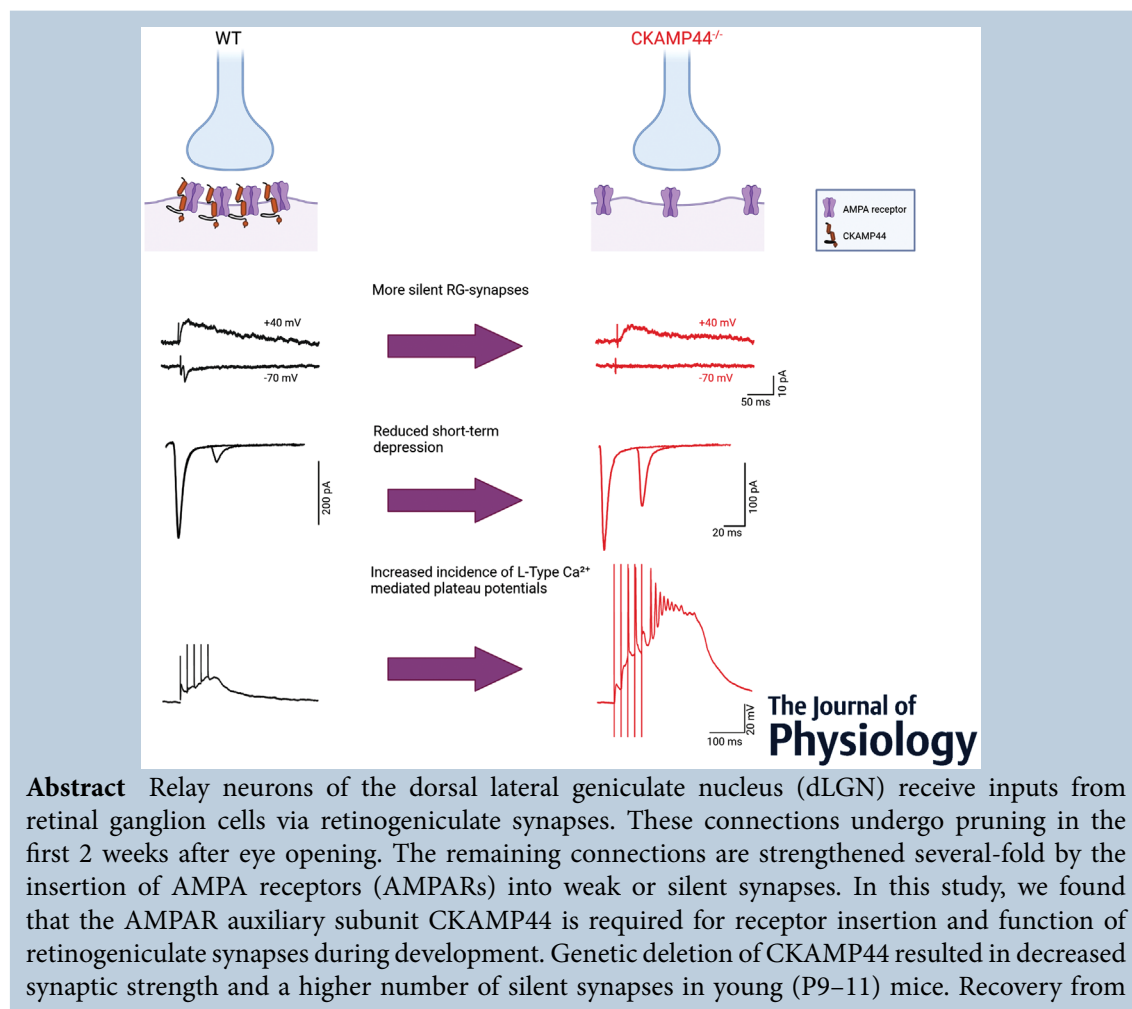 WT
CKAMP44-/-
AMPA receptor
CKAMP44
More silent RG-synapses
+40 mV
-70 mV
+40 mV
-70 mV
10 pA
50 ms
Reduced short-term
depression
200 pA
100 pA
20 ms
Increased incidence of L-Type Ca²⁺
mediated plateau potentials
20 mV
100 ms
The Journal of
Physiology
Abstract Relay neurons of the dorsal lateral geniculate nucleus (dLGN) receive inputs from
retinal ganglion cells via retinogeniculate synapses. These connections undergo pruning in the
first 2 weeks after eye opening. The remaining connections are strengthened several-fold by the
insertion of AMPA receptors (AMPARs) into weak or silent synapses. In this study, we found
that the AMPAR auxiliary subunit CKAMP44 is required for receptor insertion and function of
retinogeniculate synapses during development. Genetic deletion of CKAMP44 resulted in decreased
synaptic strength and a higher number of silent synapses in young (P9–11) mice. Recovery from